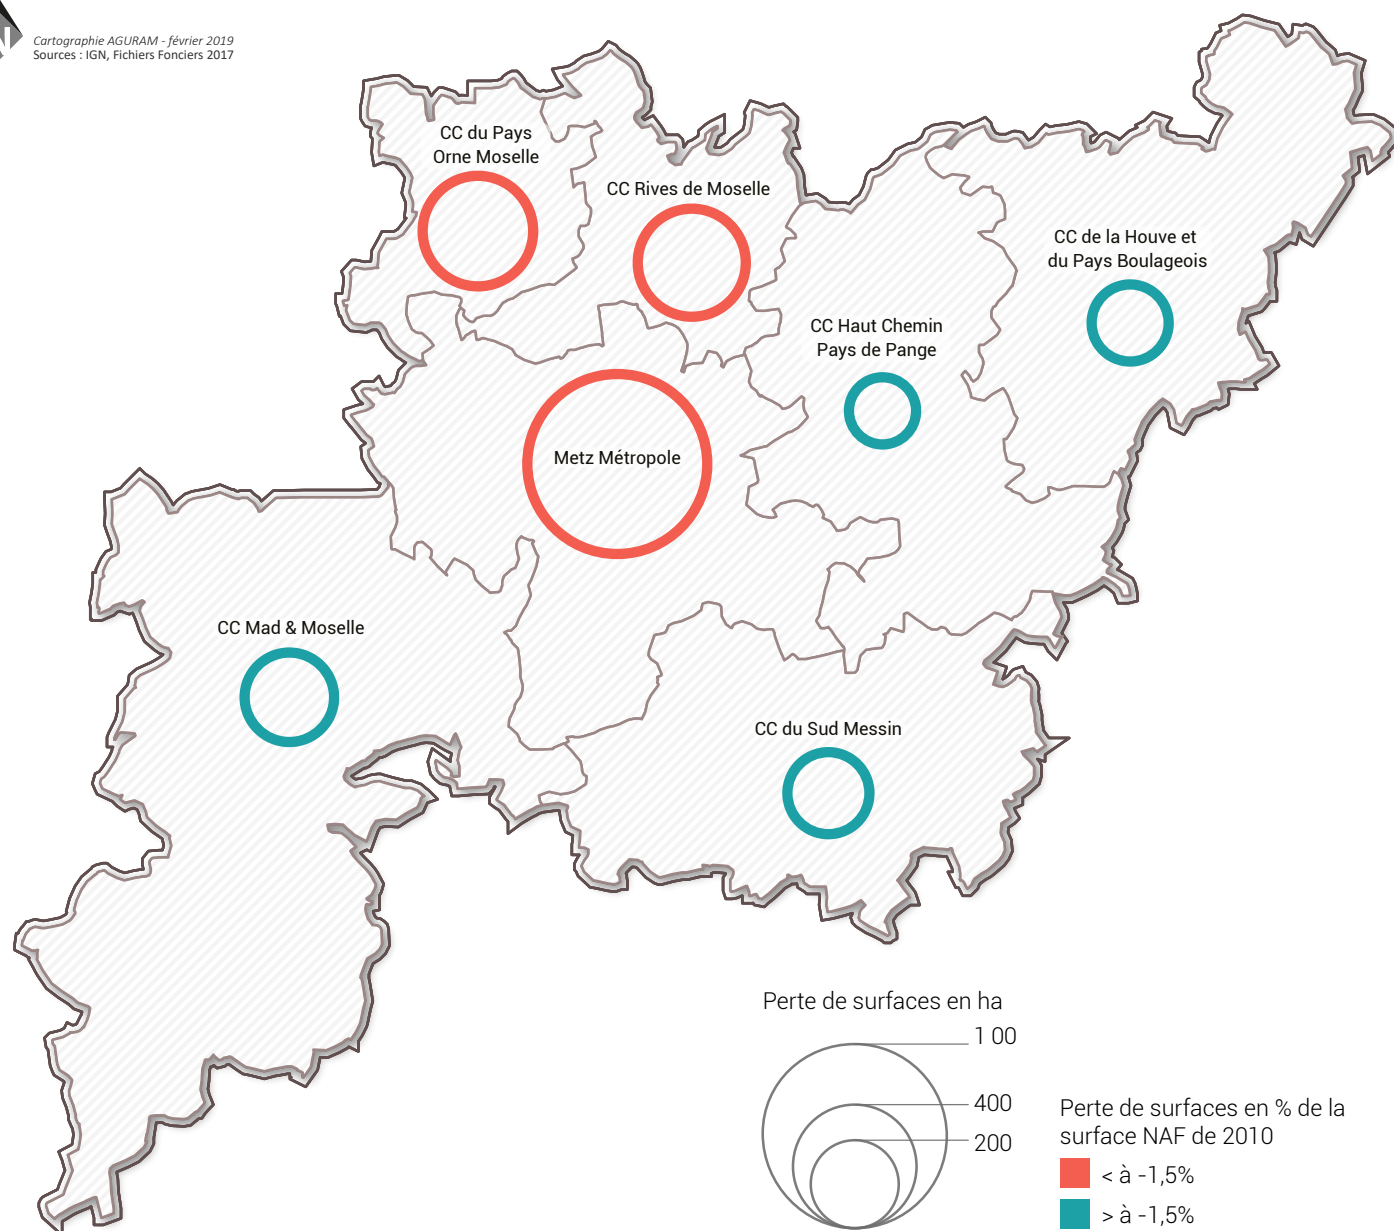 N
Cartographie AGURAM - février 2019
Sources : IGN, Fichiers Fonciers 2017
CC du Pays
Orne Moselle
CC Rives de Moselle
CC de la Houve et
du Pays Boulageois
CC Haut Chemin
Pays de Pange
Metz Métropole
CC Mad & Moselle
CC du Sud Messin
Perte de surfaces en ha
1 00
400
200
Perte de surfaces en % de la
surface NAF de 2010
< à -1,5%
> à -1,5%